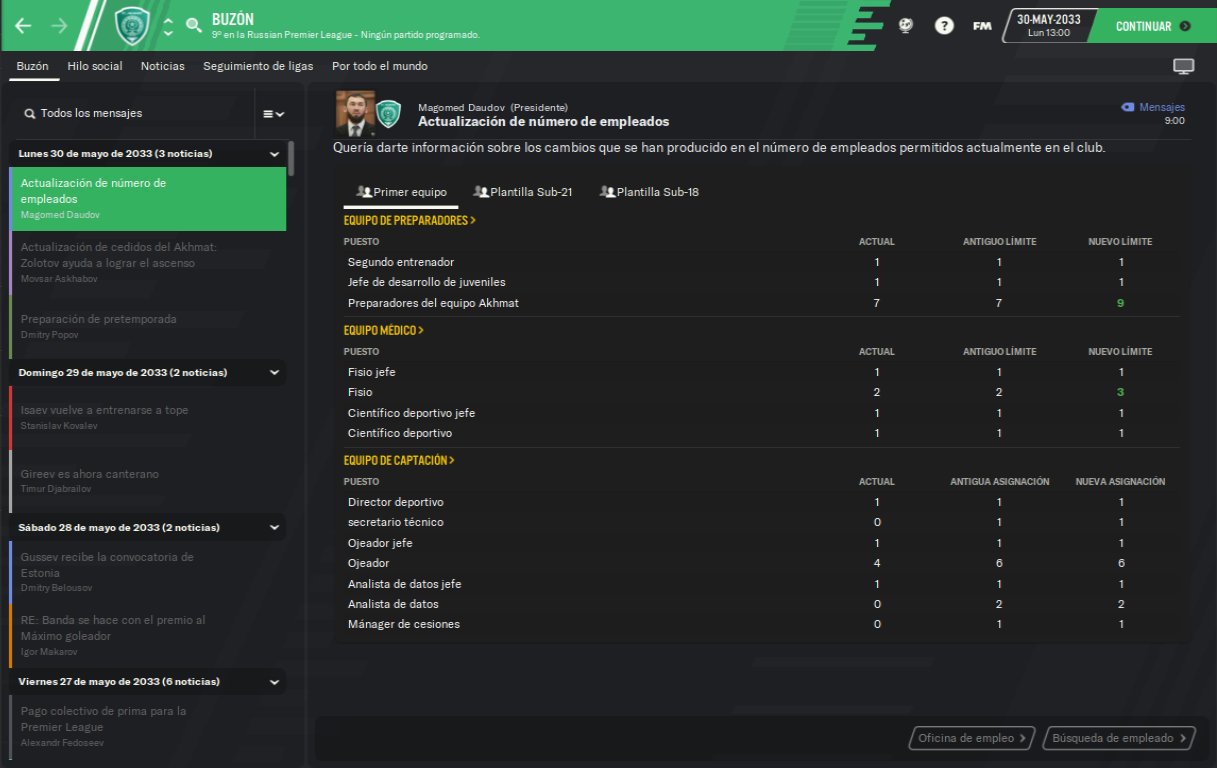 BUZÓN
9º en la Russian Premier League - Ningún partido programado.
?
FM
30-MAY-2033
Lun 13:00
CONTINUAR
Buzón Hilo social Noticias Seguimiento de ligas Por todo el mundo
Todos los mensajes
Lunes 30 de mayo de 2033 (3 noticias)
Actualización de número de
empleados
Magomed Daudov
Actualización de cedidos del Akhmat:
Zolotov ayuda a lograr el ascenso
Movsar Askhabov
Preparación de pretemporada
Dmitry Popov
Domingo 29 de mayo de 2033 (2 noticias)
Isaev vuelve a entrenarse a tope
Stanislav Kovalev
Gireev es ahora canterano
Timur Djabrailov
Sábado 28 de mayo de 2033 (2 noticias)
Gussev recibe la convocatoria de
Estonia
Dmitry Belousov
RE: Banda se hace con el premio al
Máximo goleador
Igor Makarov
Viernes 27 de mayo de 2033 (6 noticias)
Pago colectivo de prima para la
Premier League
Alexandr Fedoseev
Magomed Daudov (Presidente)
Actualización de número de empleados
Mensajes
9:00
Quería darte información sobre los cambios que se han producido en el número de empleados permitidos actualmente en el club.
Primer equipo Plantilla Sub-21 Plantilla Sub-18
EQUIPO DE PREPARADORES >
PUESTO ACTUAL ANTIGUO LÍMITE NUEVO LÍMITE
Segundo entrenador 1 1 1
Jefe de desarrollo de juveniles 1 1 1
Preparadores del equipo Akhmat 7 7 9
EQUIPO MÉDICO >
PUESTO ACTUAL ANTIGUO LÍMITE NUEVO LÍMITE
Fisio jefe 1 1 1
Fisio 2 2 3
Científico deportivo jefe 1 1 1
Científico deportivo 1 1 1
EQUIPO DE CAPTACIÓN >
PUESTO ACTUAL ANTIGUA ASIGNACIÓN NUEVA ASIGNACIÓN
Director deportivo 1 1 1
secretario técnico 0 1 1
Ojeador jefe 1 1 1
Ojeador 4 6 6
Analista de datos jefe 1 1 1
Analista de datos 0 2 2
Mánager de cesiones 0 1 1
Oficina de empleo > Búsqueda de empleado >